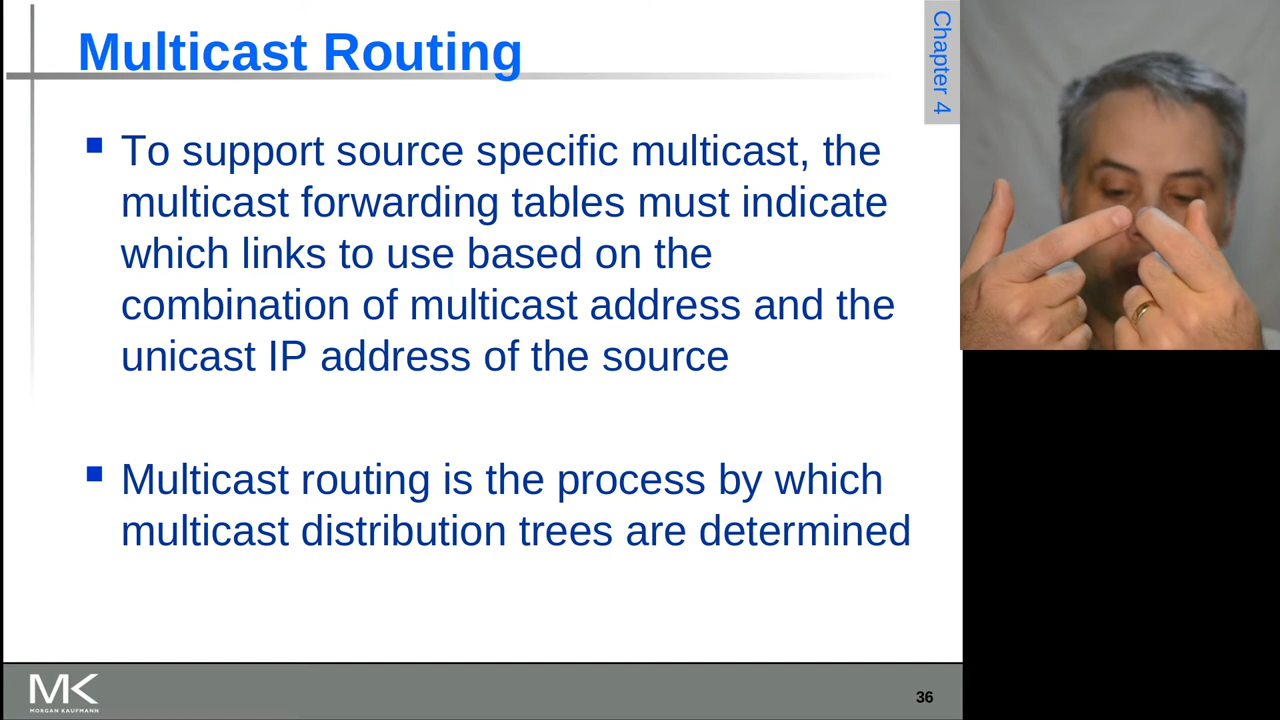 Multicast Routing
Chapter 4
■ To support source specific multicast, the
multicast forwarding tables must indicate
which links to use based on the
combination of multicast address and the
unicast IP address of the source
■ Multicast routing is the process by which
multicast distribution trees are determined
MK
MORGAN KAUFMANN
36